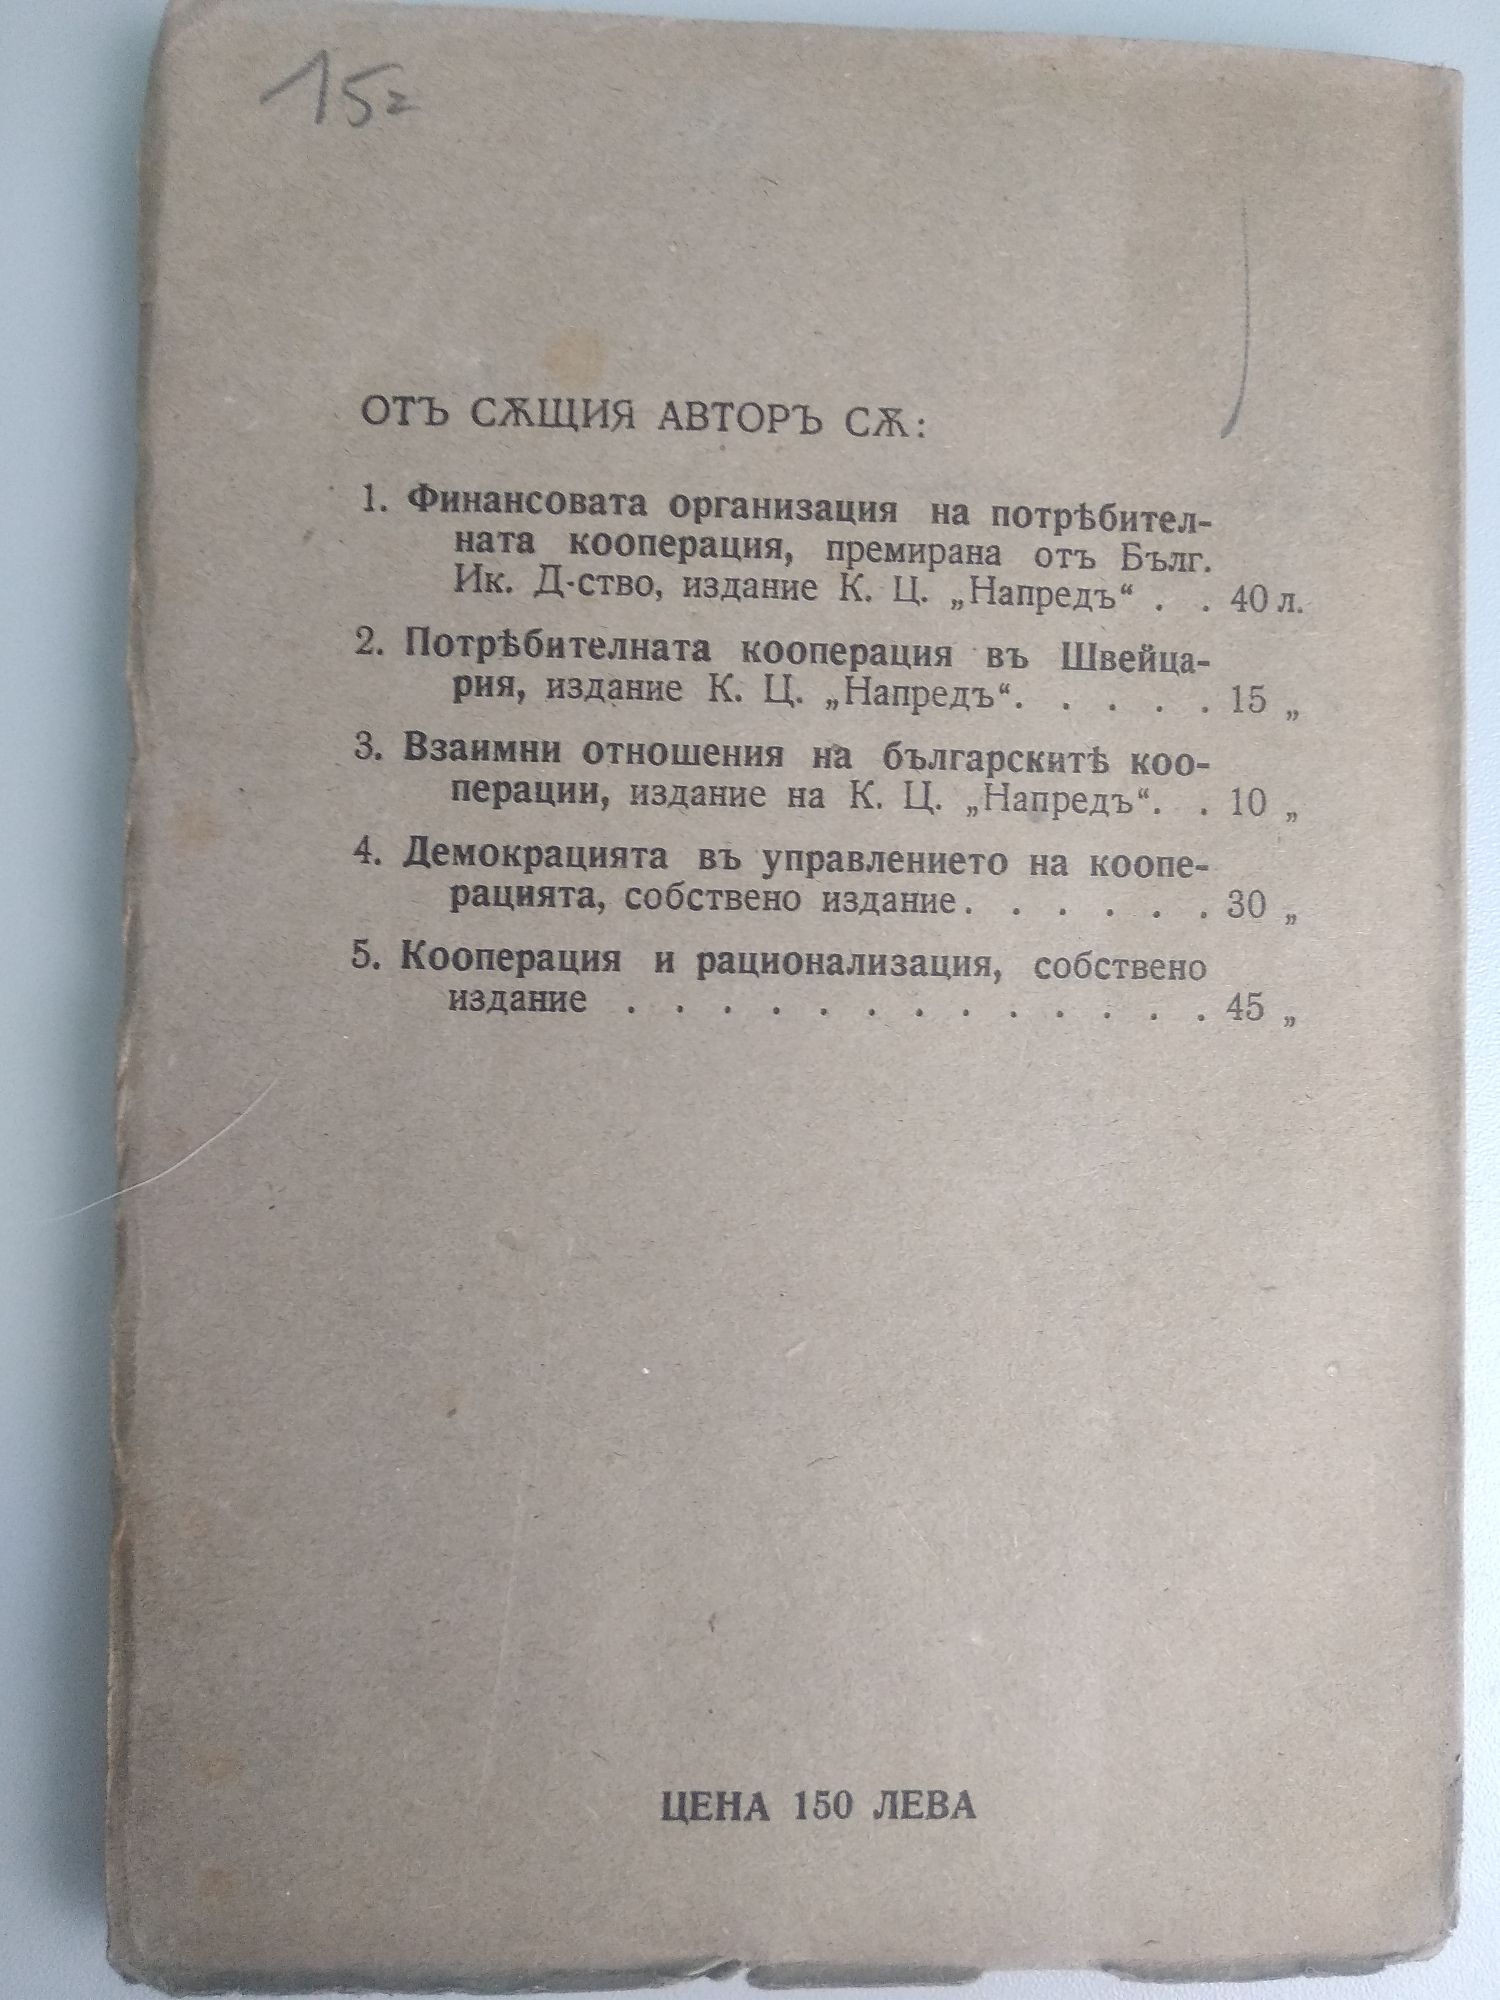 15=
ОТЪ СѪЩИЯ АВТОРЪ СѪ:
1. Финансовата организация на потрѣбител-
ната кооперация, премирана отъ Бълг.
Ик. Д-ство, издание К. Ц. „Напредъ“ . . 40 л.
2. Потрѣбителната кооперация въ Швейца-
рия, издание К. Ц. „Напредъ“. . . . . 15 „
3. Взаимни отношения на българскитѣ коо-
перации, издание на К. Ц. „Напредъ“. . 10 „
4. Демокрацията въ управлението на коопе-
рацията, собствено издание. . . . . . 30 „
5. Кооперация и рационализация, собствено
издание . . . . . . . . . . . . . 45 „
ЦЕНА 150 ЛЕВА